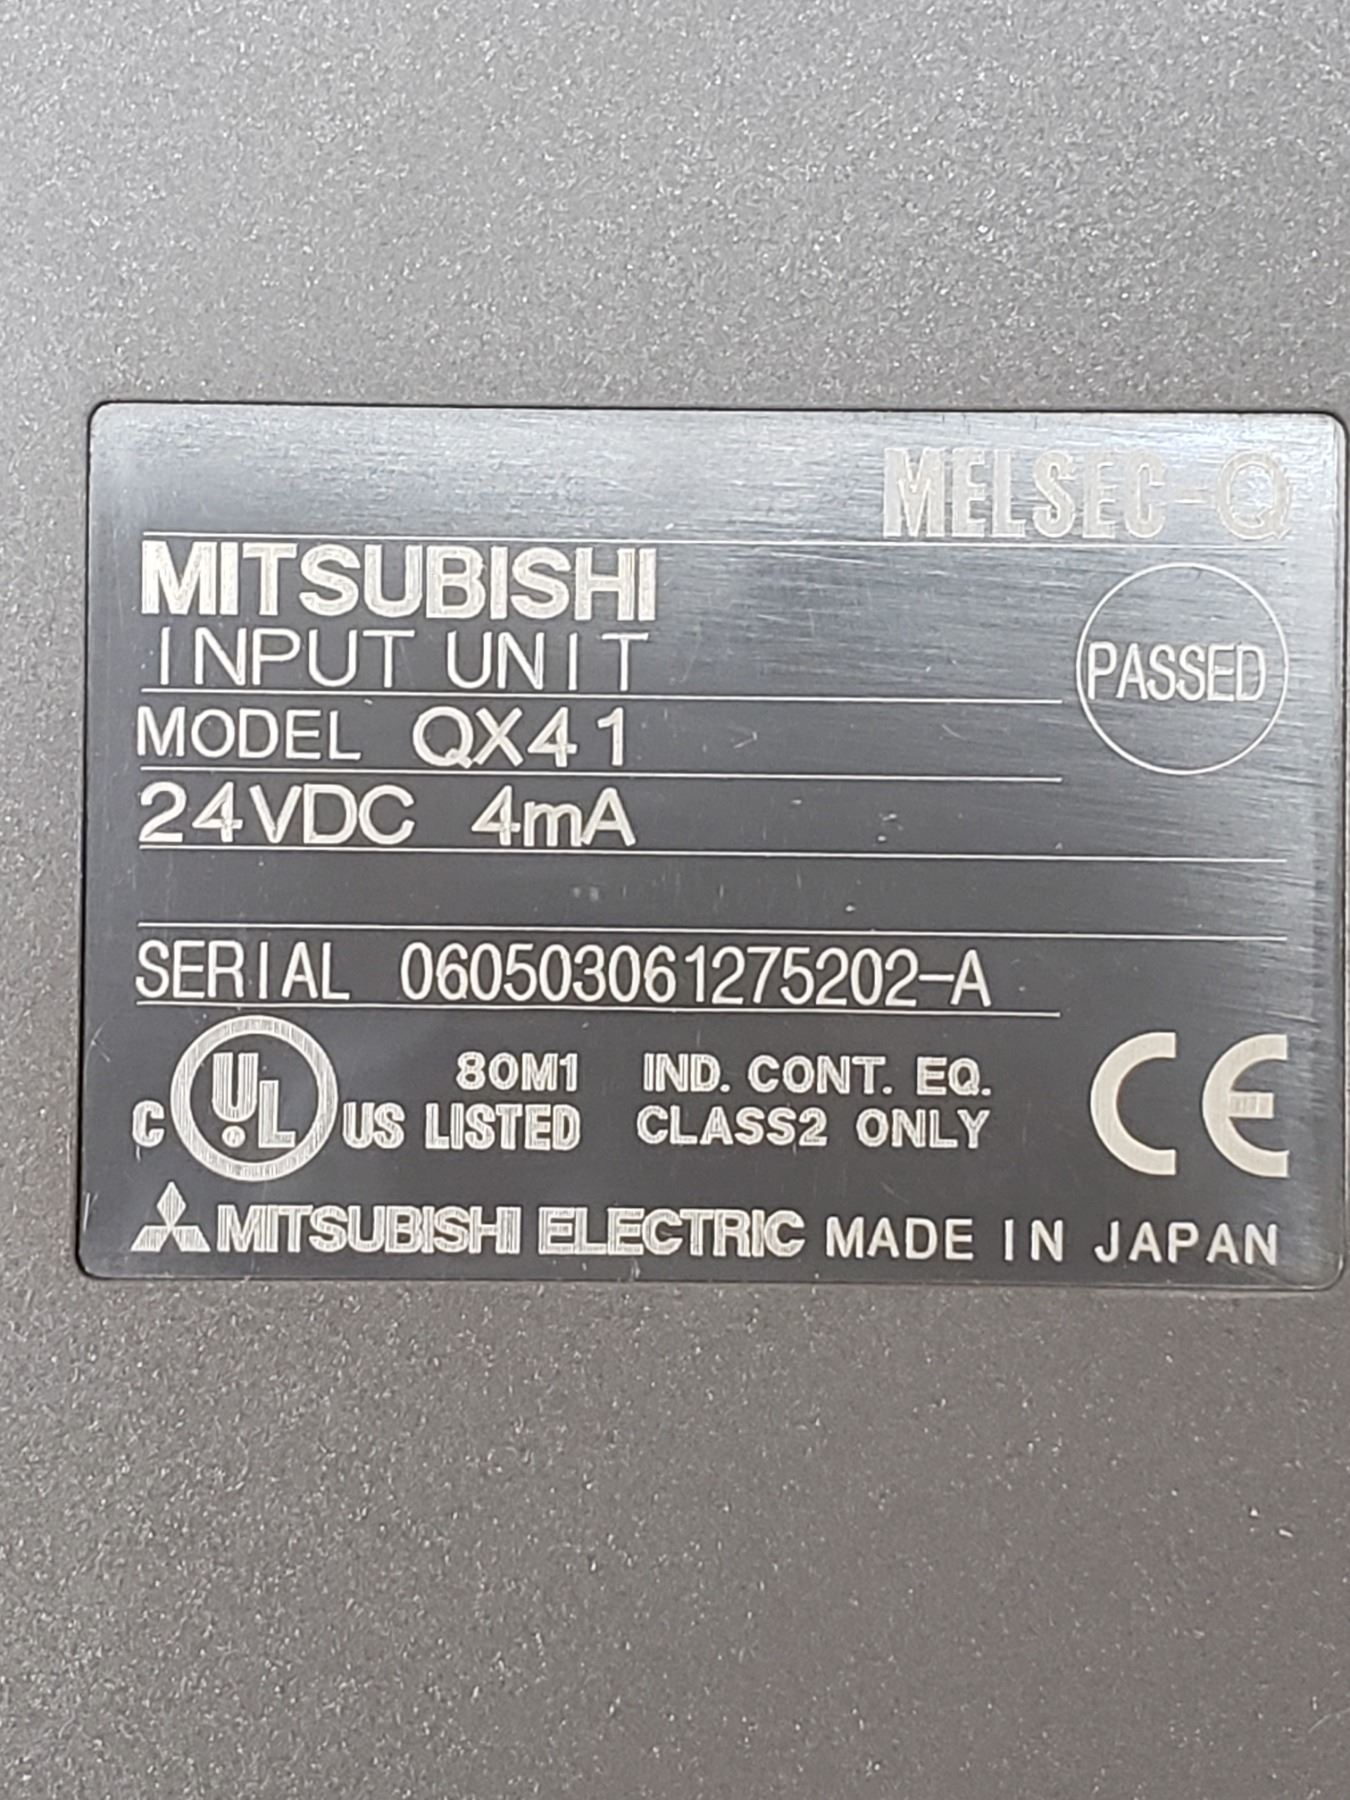 MELSEC-Q
MITSUBISHI
INPUT UNIT
PASSED
MODEL QX41
24VDC 4mA
SERIAL 060503061275202-A
C UL US LISTED 80M1 IND. CONT. EQ.
CLASS2 ONLY
CE
MITSUBISHI ELECTRIC MADE IN JAPAN